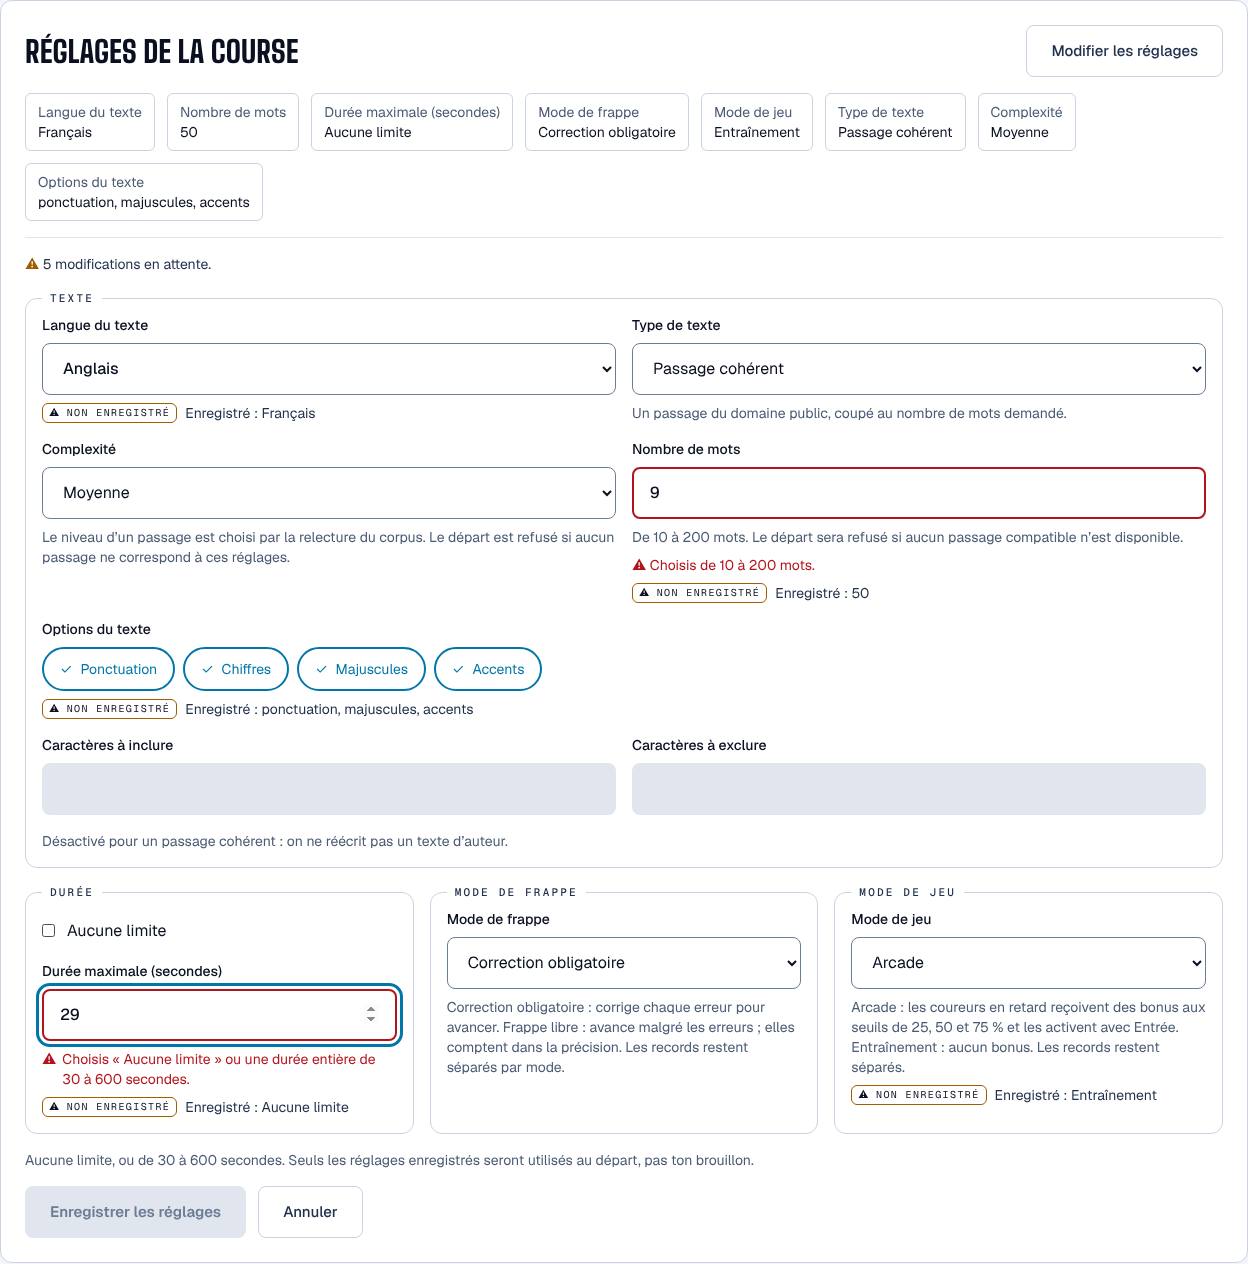 RÉGLAGES DE LA COURSE
Modifier les réglages
Langue du texte
Français
Nombre de mots
50
Durée maximale (secondes)
Aucune limite
Mode de frappe
Correction obligatoire
Mode de jeu
Entraînement
Type de texte
Passage cohérent
Complexité
Moyenne
Options du texte
ponctuation, majuscules, accents
5 modifications en attente.
TEXTE
Langue du texte
Anglais
NON ENREGISTRÉ Enregistré : Français
Type de texte
Passage cohérent
Un passage du domaine public, coupé au nombre de mots demandé.
Complexité
Moyenne
Le niveau d’un passage est choisi par la relecture du corpus. Le départ est refusé si aucun
passage ne correspond à ces réglages.
Nombre de mots
9
De 10 à 200 mots. Le départ sera refusé si aucun passage compatible n’est disponible.
Choisis de 10 à 200 mots.
NON ENREGISTRÉ Enregistré : 50
Options du texte
Ponctuation
Chiffres
Majuscules
Accents
NON ENREGISTRÉ Enregistré : ponctuation, majuscules, accents
Caractères à inclure
Caractères à exclure
Désactivé pour un passage cohérent : on ne réécrit pas un texte d’auteur.
DURÉE
Aucune limite
Durée maximale (secondes)
29
Choisis « Aucune limite » ou une durée entière de
30 à 600 secondes.
NON ENREGISTRÉ Enregistré : Aucune limite
MODE DE FRAPPE
Mode de frappe
Correction obligatoire
Correction obligatoire : corrige chaque erreur pour
avancer. Frappe libre : avance malgré les erreurs ; elles
comptent dans la précision. Les records restent
séparés par mode.
MODE DE JEU
Mode de jeu
Arcade
Arcade : les coureurs en retard reçoivent des bonus aux
seuils de 25, 50 et 75 % et les activent avec Entrée.
Entraînement : aucun bonus. Les records restent
séparés.
NON ENREGISTRÉ Enregistré : Entraînement
Aucune limite, ou de 30 à 600 secondes. Seuls les réglages enregistrés seront utilisés au départ, pas ton brouillon.
Enregistrer les réglages
Annuler